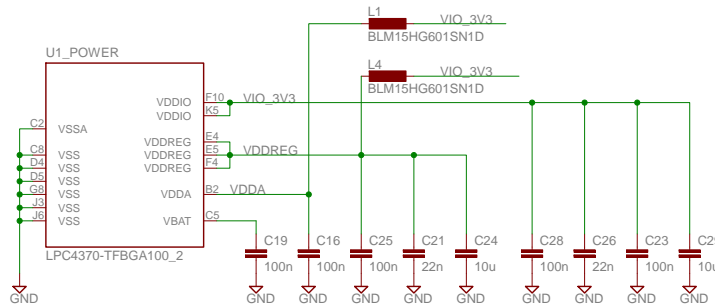 L1
VIO_3V3
BLM15HG601SN1D
U1_POWER
L4
VIO_3V3
BLM15HG601SN1D
VDDIO F10 VIO_3V3
VDDIO K5
C2 VSSA
VDDREG E4
C8 VSS VDDREG E5 VDDREG
D4 VSS VDDREG F4
D5 VSS
G8 VSS VDDA B2 VDDA
J3 VSS
J6 VSS VBAT C5
LPC4370-TFBGA100_2
C19 C16 C25 C21 C24 C28 C26 C23
100n 100n 100n 22n 10u 100n 22n 100n 10u
GND GND GND GND GND GND GND GND GND GND